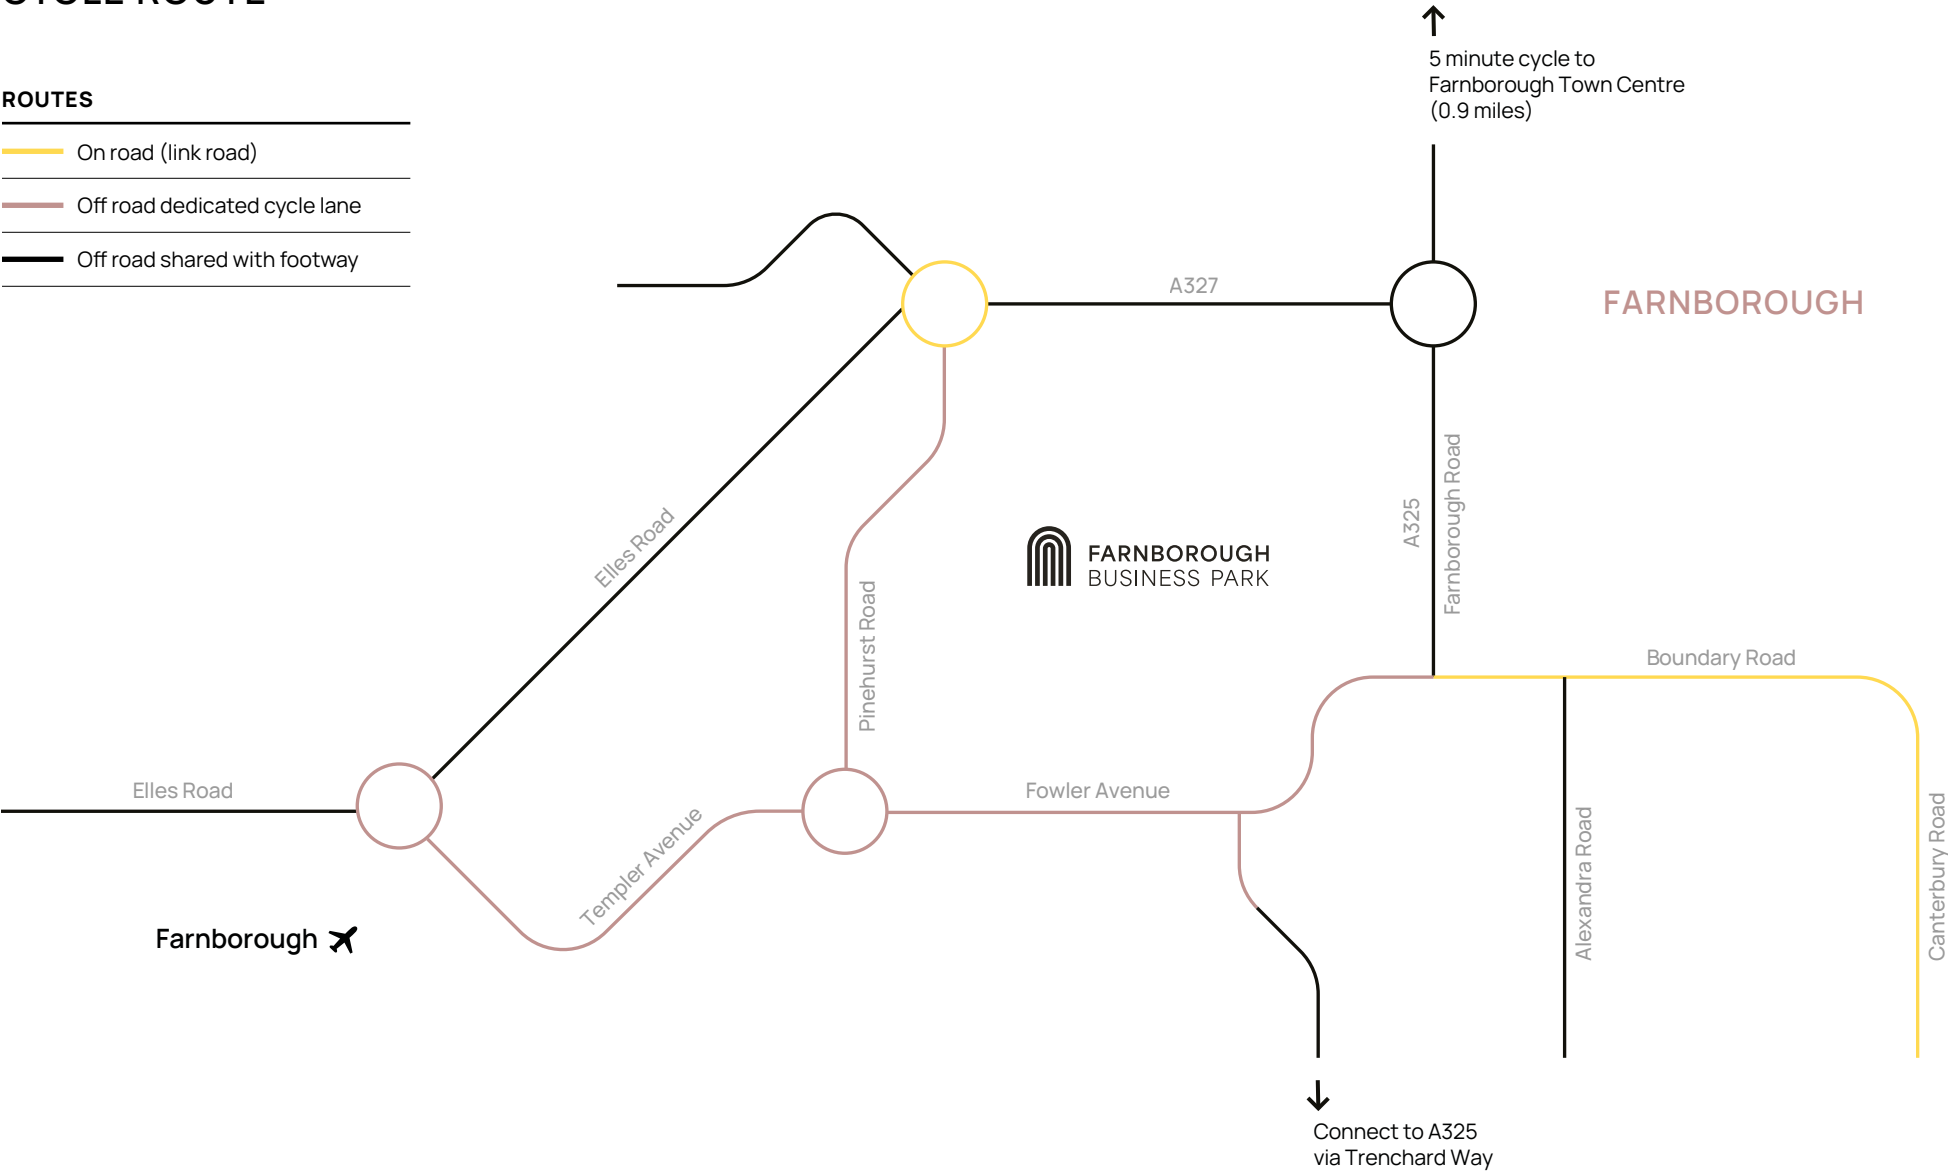 CYCLE ROUTE
ROUTES
On road (link road)
Off road dedicated cycle lane
Off road shared with footway
5 minute cycle to
Farnborough Town Centre
(0.9 miles)
A327
FARNBOROUGH
Elles Road
A325
Farnborough Road
FARNBOROUGH
BUSINESS PARK
Pinehurst Road
Boundary Road
Elles Road
Templer Avenue
Fowler Avenue
Alexandra Road
Canterbury Road
Farnborough
Connect to A325
via Trenchard Way